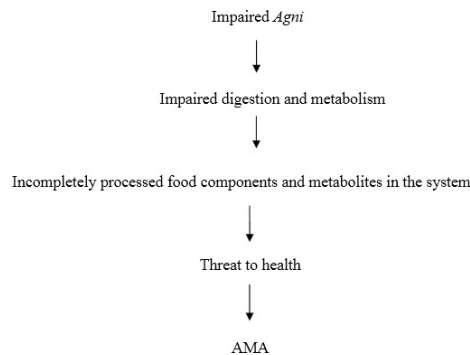 Impaired Agni
Impaired digestion and metabolism
Incompletely processed food components and metabolites in the system
Threat to health
AMA